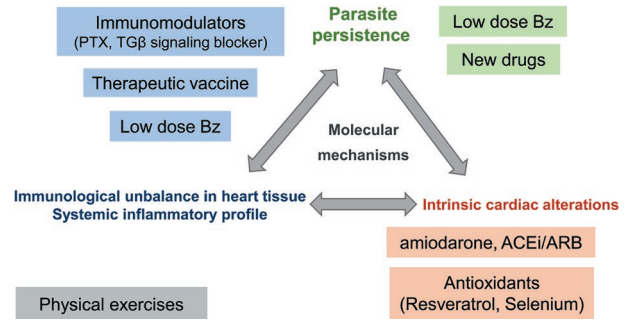 Immunomodulators
(PTX, TGβ signaling blocker)
Therapeutic vaccine
Low dose Bz
Parasite
persistence
Low dose Bz
New drugs
Molecular
mechanisms
Immunological unbalance in heart tissue
Systemic inflammatory profile
Intrinsic cardiac alterations
amiodarone, ACEi/ARB
Antioxidants
(Resveratrol, Selenium)
Physical exercises